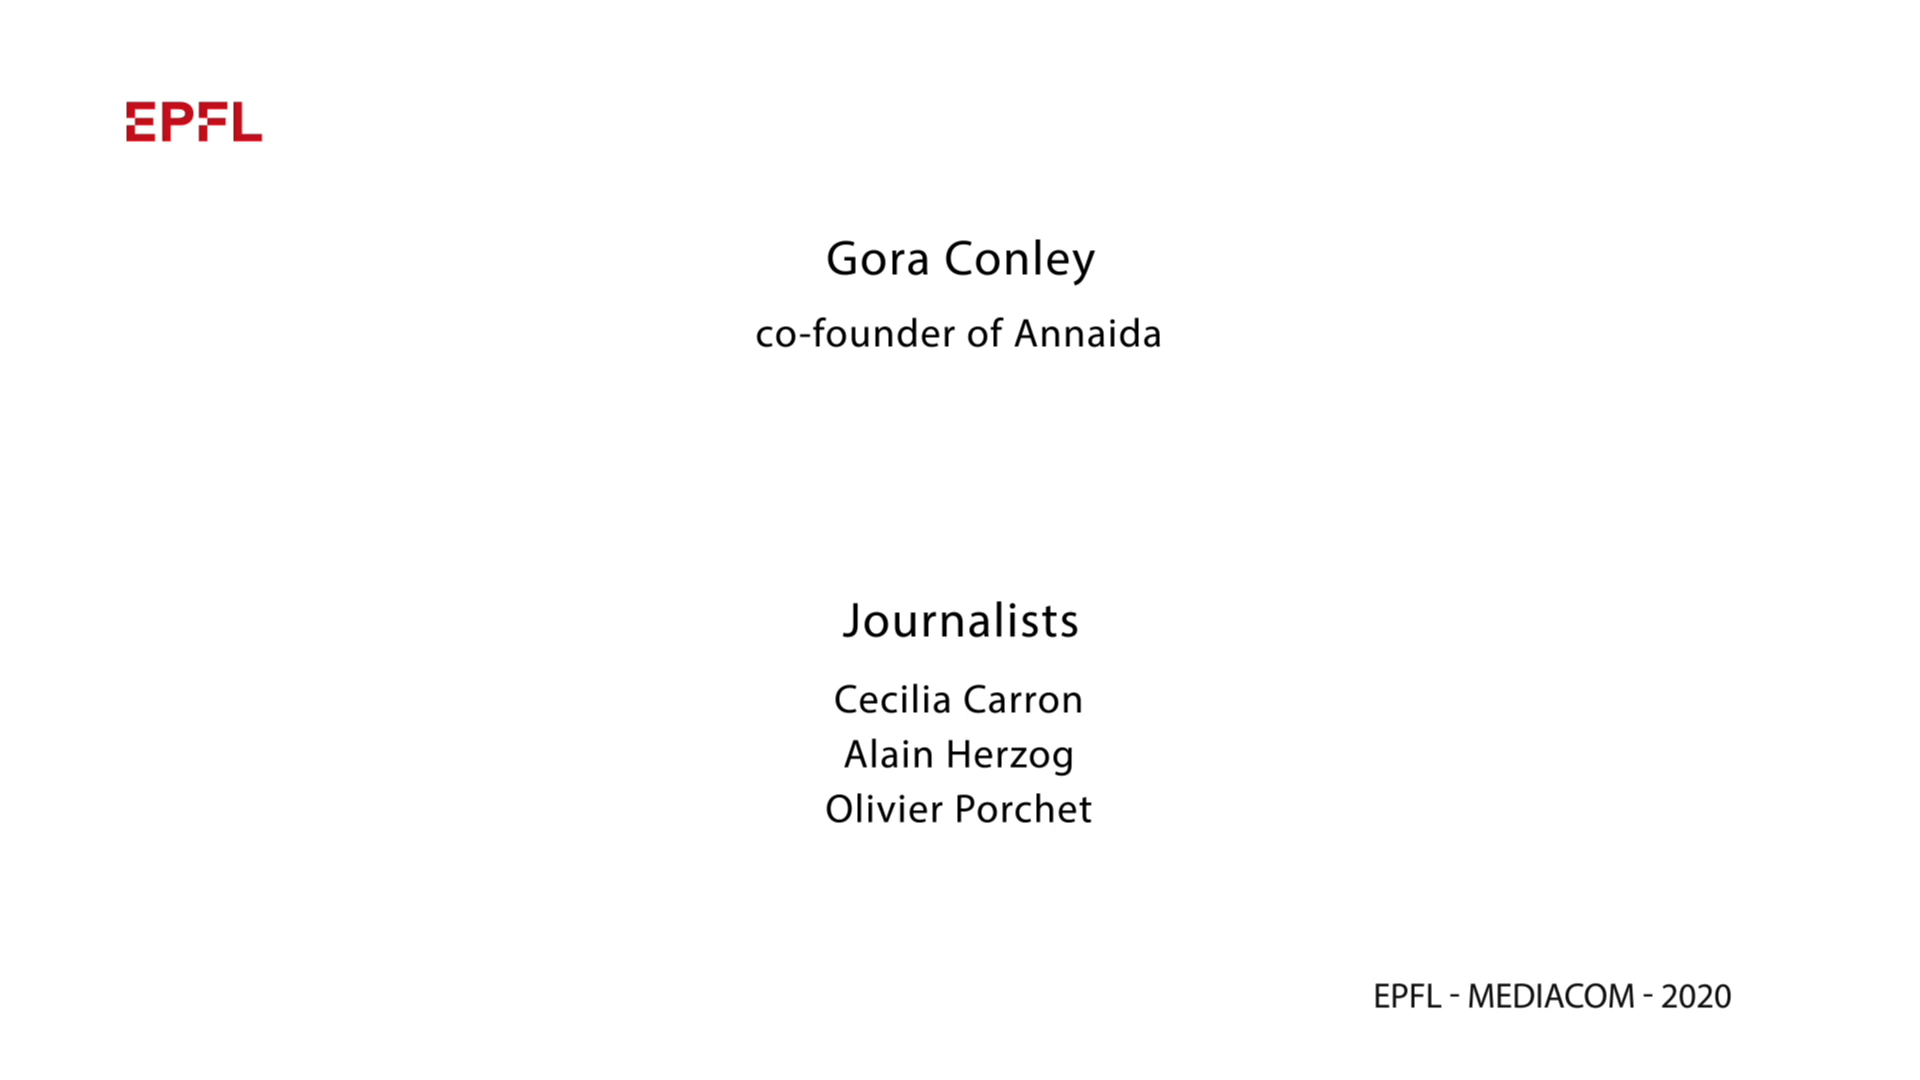 EPFL
Gora Conley
co-founder of Annaida
Journalists
Cecilia Carron
Alain Herzog
Olivier Porchet
EPFL - MEDIACOM - 2020